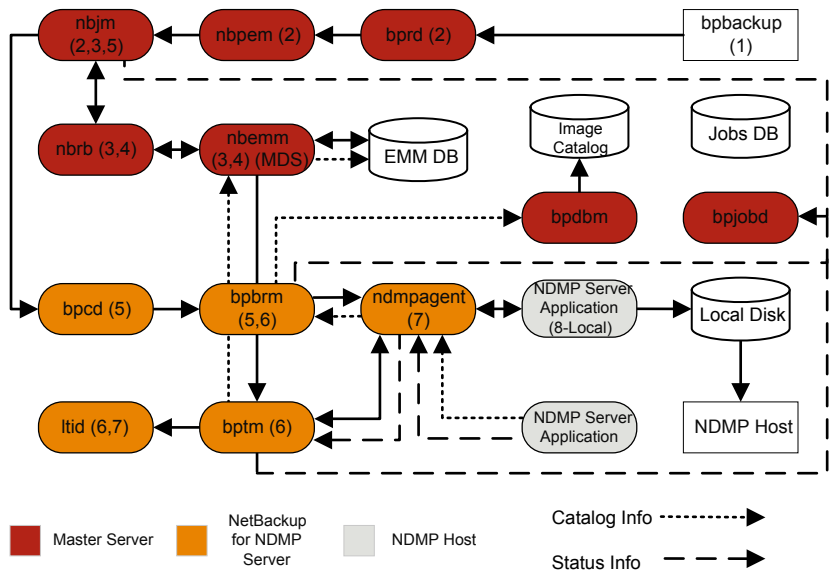 nbjm
(2,3,5)
nbpem (2)
bprd (2)
bpbackup
(1)
nbrb (3,4)
nbemm
(3,4) (MDS)
EMM DB
Image
Catalog
Jobs DB
bpdbm
bpjobd
bpcd (5)
bpbrm
(5,6)
ndmpagent
(7)
NDMP Server
Application
(8-Local)
Local Disk
ltid (6,7)
bptm (6)
NDMP Server
Application
NDMP Host
Master Server
NetBackup
for NDMP
Server
NDMP Host
Catalog Info
Status Info